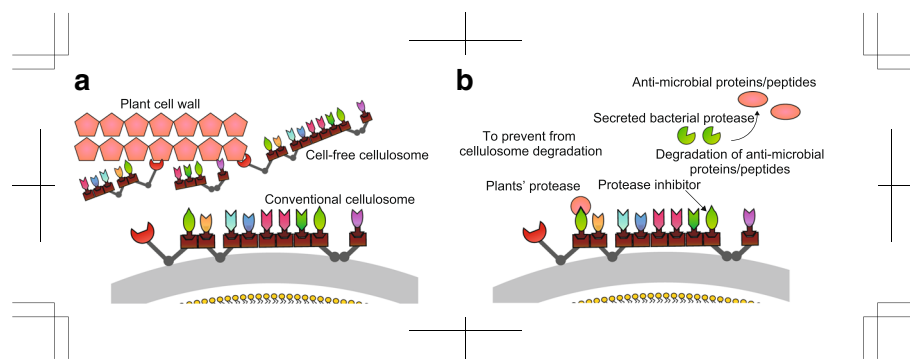 a
Plant cell wall
Cell-free cellulosome
Conventional cellulosome
b
Anti-microbial proteins/peptides
Secreted bacterial protease
To prevent from
cellulosome degradation
Degradation of anti-microbial
proteins/peptides
Plants' protease
Protease inhibitor